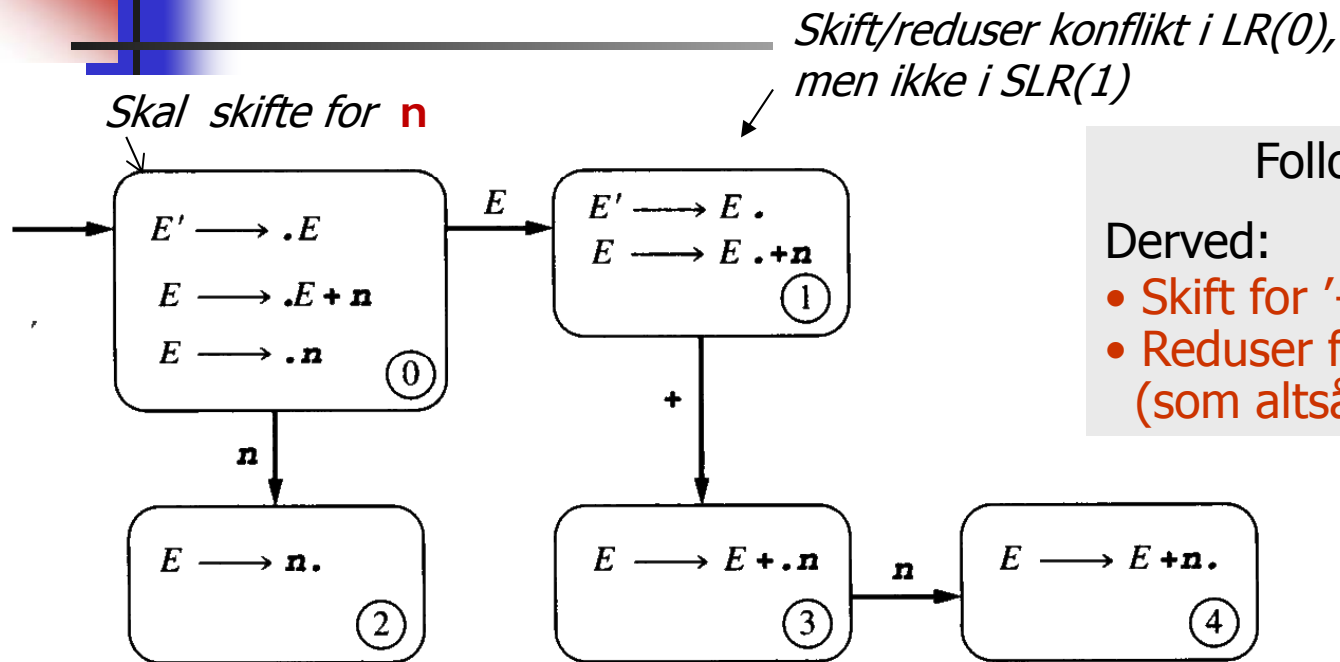 Skift/reduser konflikt i LR(0),
men ikke i SLR(1)
Skal skifte for n
Follo
Derved:
• Skift for ’
• Reduser f
(som altså
E' → .E
E → .E + n
E → .n
0
E
E' → E .
E → E .+n
1
n
+
E → n.
2
E → E +.n
3
n
E → E +n.
4